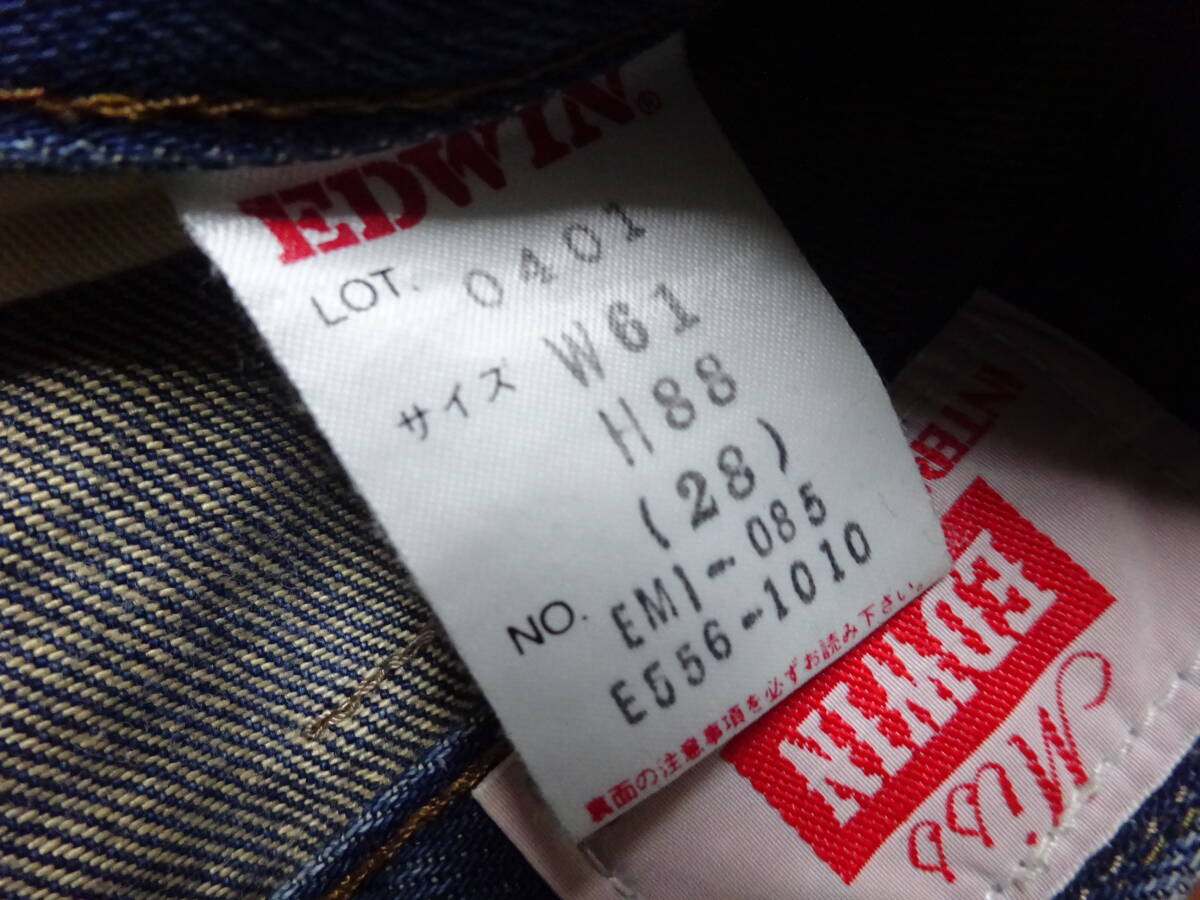 EDWIN®
LOT. 0401
サイズ W61
H88
(28)
NO. EM1-085
E556-1010
裏面の注意事項を必ずお読み下さい。
EDWIN
Miss